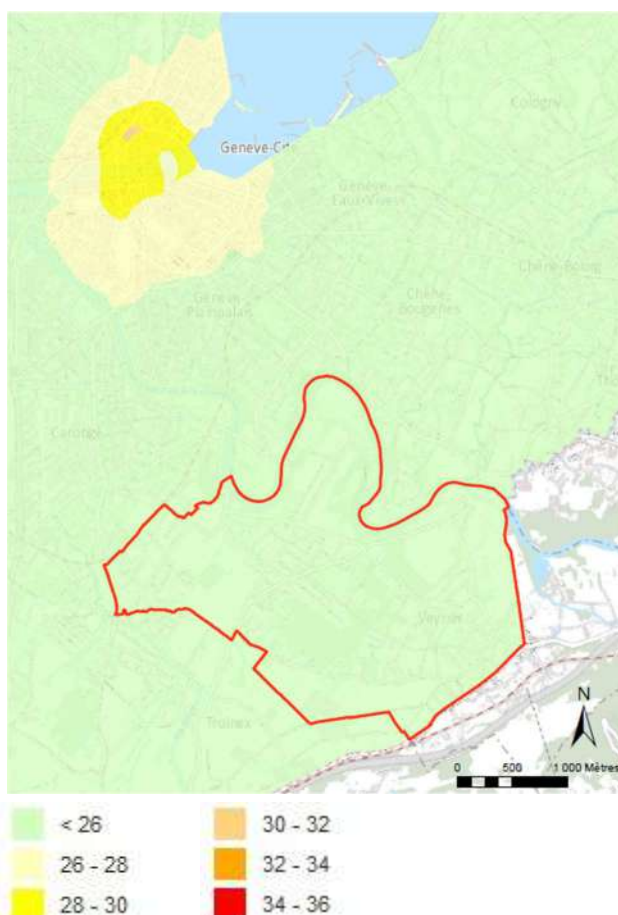 Cologny
Genève-C
Genève
Eaux-Vives
Chêne-Bourg
Genève
Plainpalais
Chêne-
Bougeries
Carouge
Veyrier
Troinex
N
0 500 1 000 Mètres
< 26 30 - 32
26 - 28 32 - 34
28 - 30 34 - 36